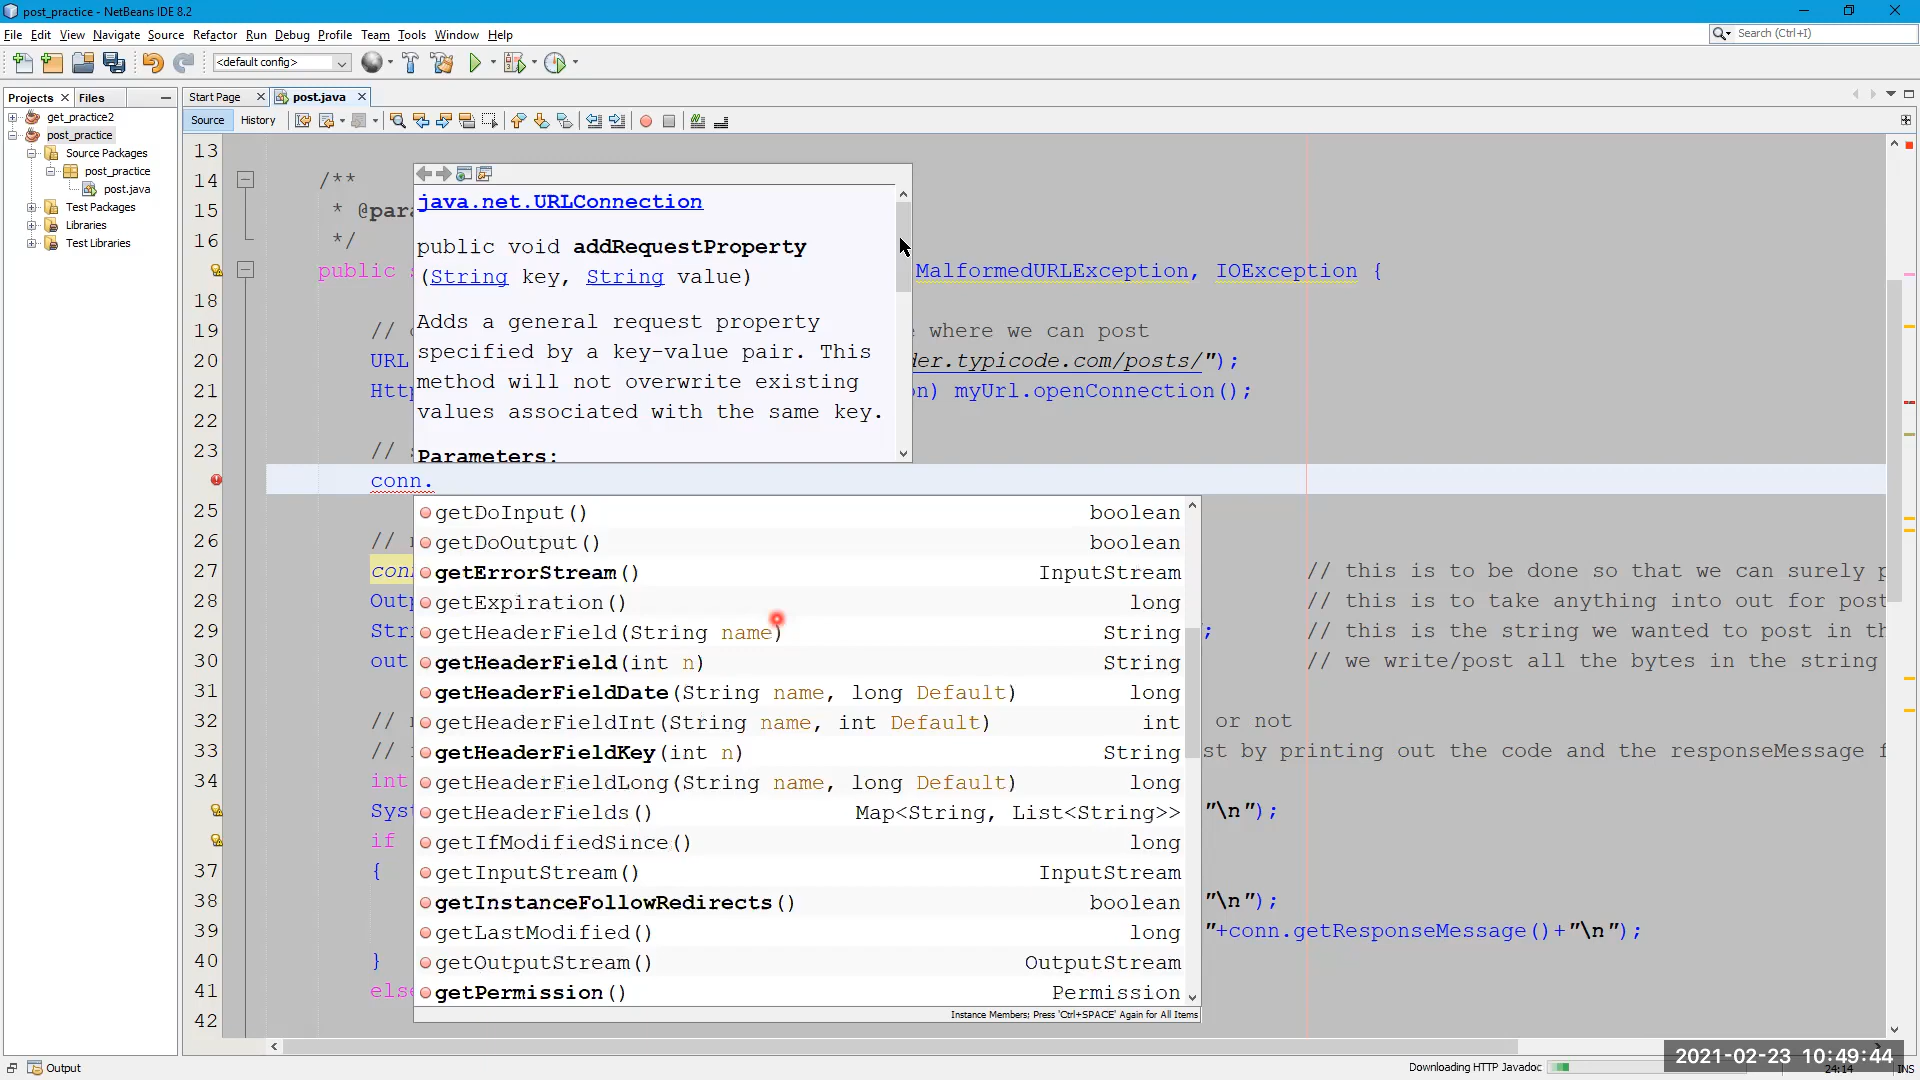 post_practice - NetBeans IDE 8.2
File Edit View Navigate Source Refactor Run Debug Profile Team Tools Window Help
Search (Ctrl+I)
<default config>
Projects Files
Start Page post.java
get_practice2
post_practice
Source Packages
post_practice
post.java
Test Packages
Libraries
Test Libraries
Source History
13
14 /**
15 * @para
16 */
public MalformedURLException, IOException {
18
19 // where we can post
20 URL der.typicode.com/posts/");
21 Http on) myUrl.openConnection();
22
23 //
conn.
25
26 //
27 conn // this is to be done so that we can surely p
28 Outp // this is to take anything into out for post
29 Str ; // this is the string we wanted to post in th
30 out // we write/post all the bytes in the string
31
32 // or not
33 // st by printing out the code and the responseMessage f
34 int
Syst "\n");
if
37 {
38 "\n");
39 "+conn.getResponseMessage()+"\n");
40 }
41 else
42
java.net.URLConnection
public void addRequestProperty
(String key, String value)
Adds a general request property
specified by a key-value pair. This
method will not overwrite existing
values associated with the same key.
Parameters:
getDoInput() boolean
getDoOutput() boolean
getErrorStream() InputStream
getExpiration() long
getHeaderField(String name) String
getHeaderField(int n) String
getHeaderFieldDate(String name, long Default) long
getHeaderFieldInt(String name, int Default) int
getHeaderFieldKey(int n) String
getHeaderFieldLong(String name, long Default) long
getHeaderFields() Map<String, List<String>>
getIfModifiedSince() long
getInputStream() InputStream
getInstanceFollowRedirects() boolean
getLastModified() long
getOutputStream() OutputStream
getPermission() Permission
Instance Members; Press 'Ctrl+SPACE' Again for All Items
Output
Downloading HTTP Javadoc
2021-02-23 10:49:44
24:14 INS